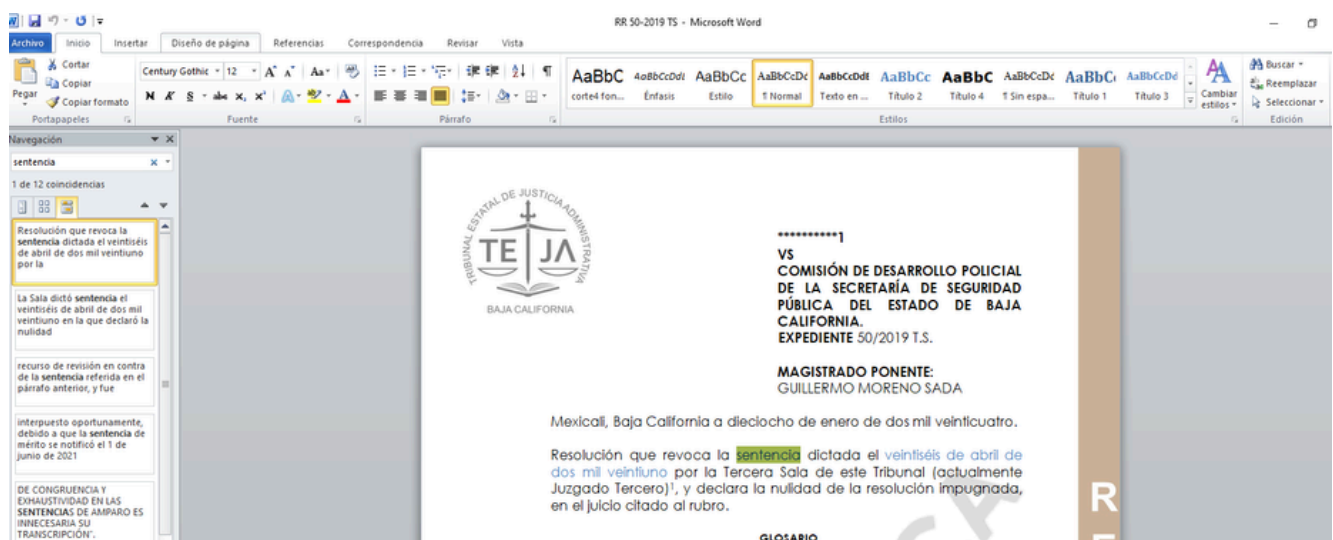 RR 50-2019 TS - Microsoft Word
Archivo Inicio Insertar Diseño de página Referencias Correspondencia Revisar Vista
Pegar
Cortar
Copiar
Copiar formato
Portapapeles
Century Gothic 12
Fuente
Párrafo
AaBbC AaBbCcDdI AaBbCc AaBbCcDc AaBbCcDdE AaBbCc AaBbC AaBbCcDc AaBbC AaBbCcDd
corte4 fon... Énfasis Estilo ¶ Normal Texto en ... Título 2 Título 4 ¶ Sin espa... Título 1 Título 3
Estilos
Cambiar estilos
Buscar
Reemplazar
Seleccionar
Edición
Navegación
sentencia
1 de 12 coincidencias
Resolución que revoca la
sentencia dictada el veintiséis
de abril de dos mil veintiuno
por la
La Sala dictó sentencia el
veintiséis de abril de dos mil
veintiuno en la que declaró la
nulidad
recurso de revisión en contra
de la sentencia referida en el
párrafo anterior, y fue
interpuesto oportunamente,
debido a que la sentencia de
mérito se notificó el 1 de
junio de 2021
DE CONGRUENCIA Y
EXHAUSTIVIDAD EN LAS
SENTENCIAS DE AMPARO ES
INNECESARIA SU
TRANSCRIPCIÓN".
TRIBUNAL ESTATAL DE JUSTICIA ADMINISTRATIVA
TEJA
BAJA CALIFORNIA
**********1
VS
COMISIÓN DE DESARROLLO POLICIAL
DE LA SECRETARÍA DE SEGURIDAD
PÚBLICA DEL ESTADO DE BAJA
CALIFORNIA.
EXPEDIENTE 50/2019 T.S.
MAGISTRADO PONENTE:
GUILLERMO MORENO SADA
Mexicali, Baja California a dieciocho de enero de dos mil veinticuatro.
Resolución que revoca la sentencia dictada el veintiséis de abril de
dos mil veintiuno por la Tercera Sala de este Tribunal (actualmente
Juzgado Tercero)¹, y declara la nulidad de la resolución impugnada,
en el juicio citado al rubro.
GLOSARIO
R